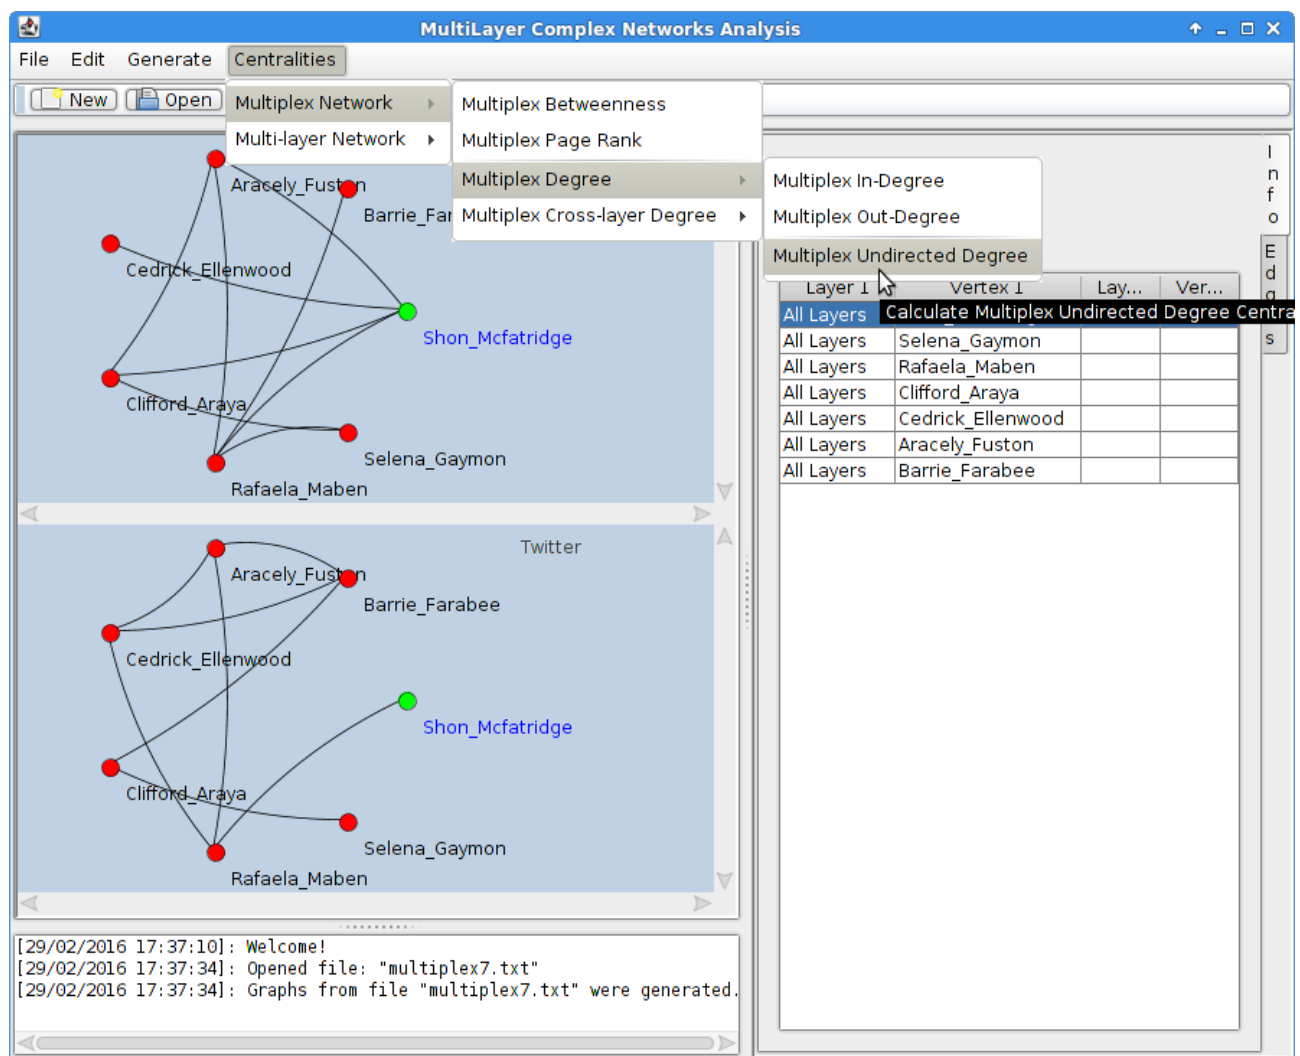 MultiLayer Complex Networks Analysis
File Edit Generate Centralities
New Open
Multiplex Network
Multi-layer Network
Multiplex Betweenness
Multiplex Page Rank
Multiplex Degree
Multiplex Cross-layer Degree
Multiplex In-Degree
Multiplex Out-Degree
Multiplex Undirected Degree
Calculate Multiplex Undirected Degree Centra
Aracely_Fuston
Barrie_Far
Cedrick_Ellenwood
Shon_Mcfatridge
Clifford_Araya
Selena_Gaymon
Rafaela_Maben
Twitter
Aracely_Fuston
Barrie_Farabee
Cedrick_Ellenwood
Shon_Mcfatridge
Clifford_Araya
Selena_Gaymon
Rafaela_Maben
Layer 1 Vertex 1 Lay... Ver...
All Layers
All Layers Selena_Gaymon
All Layers Rafaela_Maben
All Layers Clifford_Araya
All Layers Cedrick_Ellenwood
All Layers Aracely_Fuston
All Layers Barrie_Farabee
Info
[29/02/2016 17:37:10]: Welcome!
[29/02/2016 17:37:34]: Opened file: "multiplex7.txt"
[29/02/2016 17:37:34]: Graphs from file "multiplex7.txt" were generated.